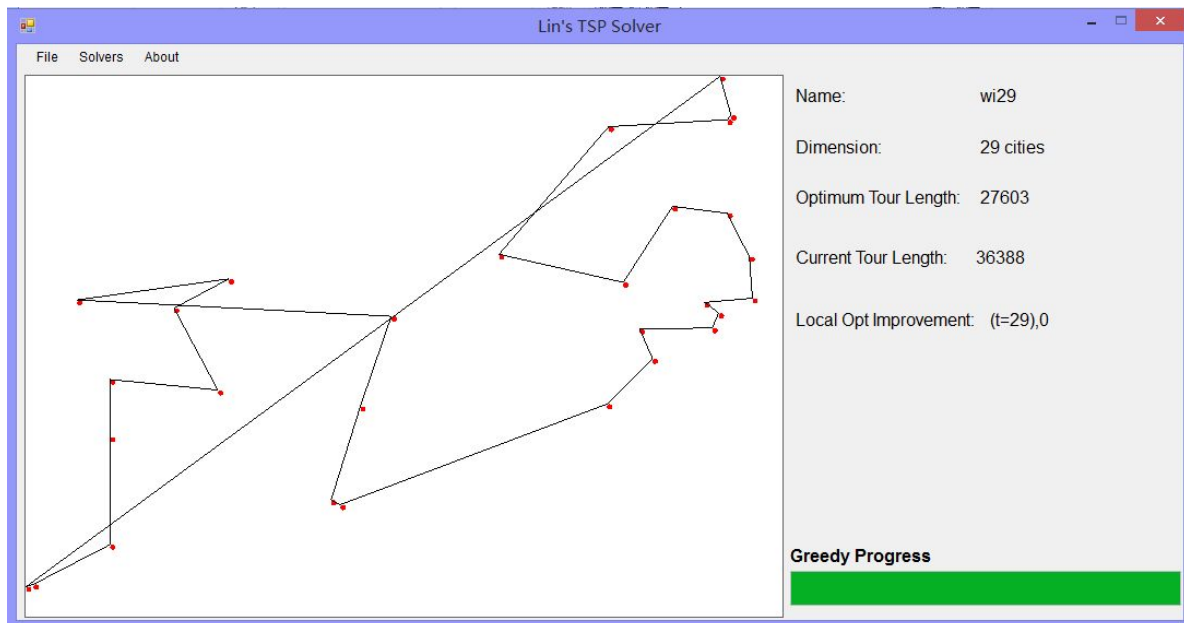 Lin's TSP Solver
File Solvers About
Name: wi29
Dimension: 29 cities
Optimum Tour Length: 27603
Current Tour Length: 36388
Local Opt Improvement: (t=29),0
Greedy Progress